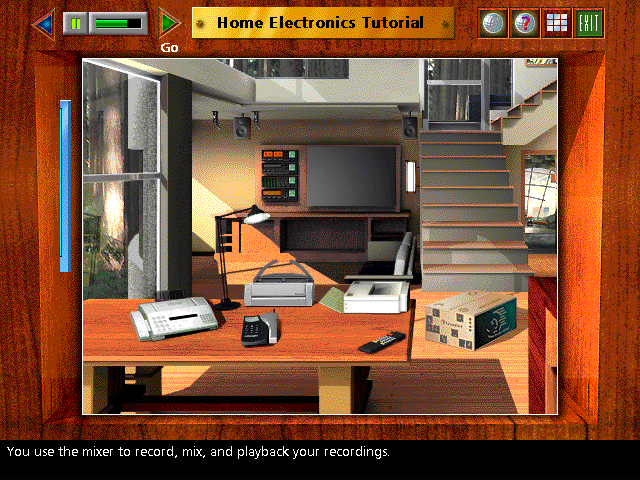 Home Electronics Tutorial
EXIT
Go
You use the mixer to record, mix, and playback your recordings.